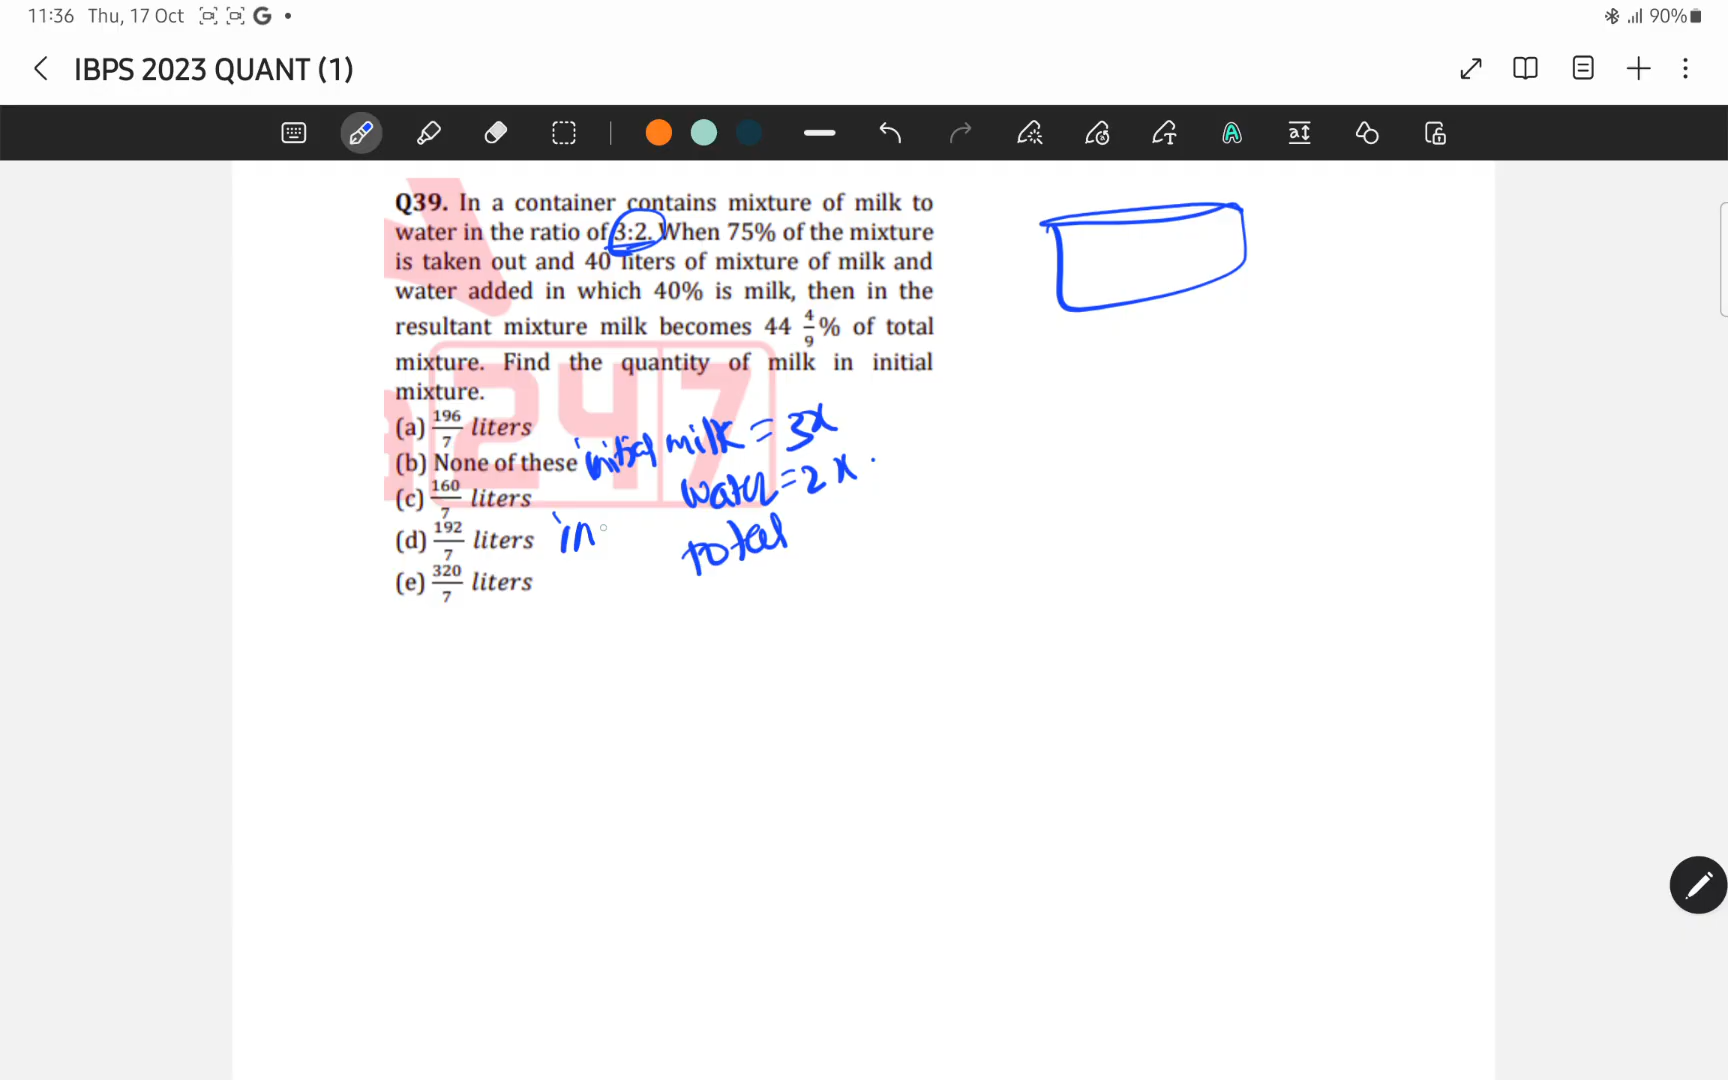 11:36 Thu, 17 Oct G 90%
IBPS 2023 QUANT (1)
Q39. In a container contains mixture of milk to
water in the ratio of 3:2. When 75% of the mixture
is taken out and 40 liters of mixture of milk and
water added in which 40% is milk, then in the
resultant mixture milk becomes 44 4/9% of total
mixture. Find the quantity of milk in initial
mixture.
(a) 196/7 liters
(b) None of these
(c) 160/7 liters
(d) 192/7 liters
(e) 320/7 liters
initial milk = 3x
water = 2x
in total
247